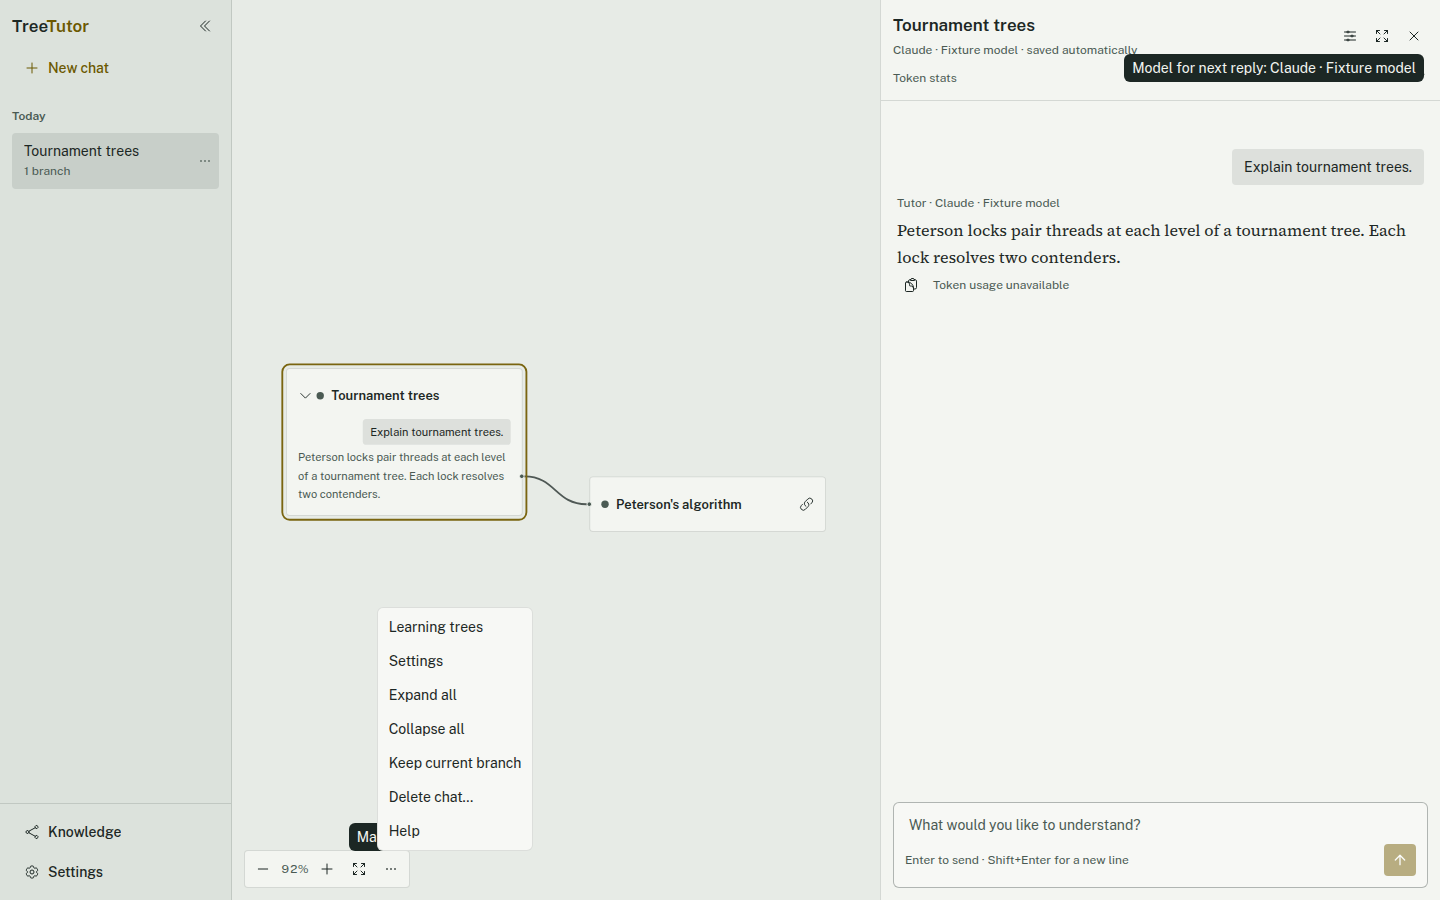 TreeTutor
New chat
Today
Tournament trees
1 branch
Knowledge
Settings
Tournament trees
Explain tournament trees.
Peterson locks pair threads at each level
of a tournament tree. Each lock resolves
two contenders.
Peterson's algorithm
Learning trees
Settings
Expand all
Collapse all
Keep current branch
Delete chat...
Help
92%
Tournament trees
Claude · Fixture model · saved automatically
Model for next reply: Claude · Fixture model
Token stats
Explain tournament trees.
Tutor · Claude · Fixture model
Peterson locks pair threads at each level of a tournament tree. Each
lock resolves two contenders.
Token usage unavailable
What would you like to understand?
Enter to send · Shift+Enter for a new line